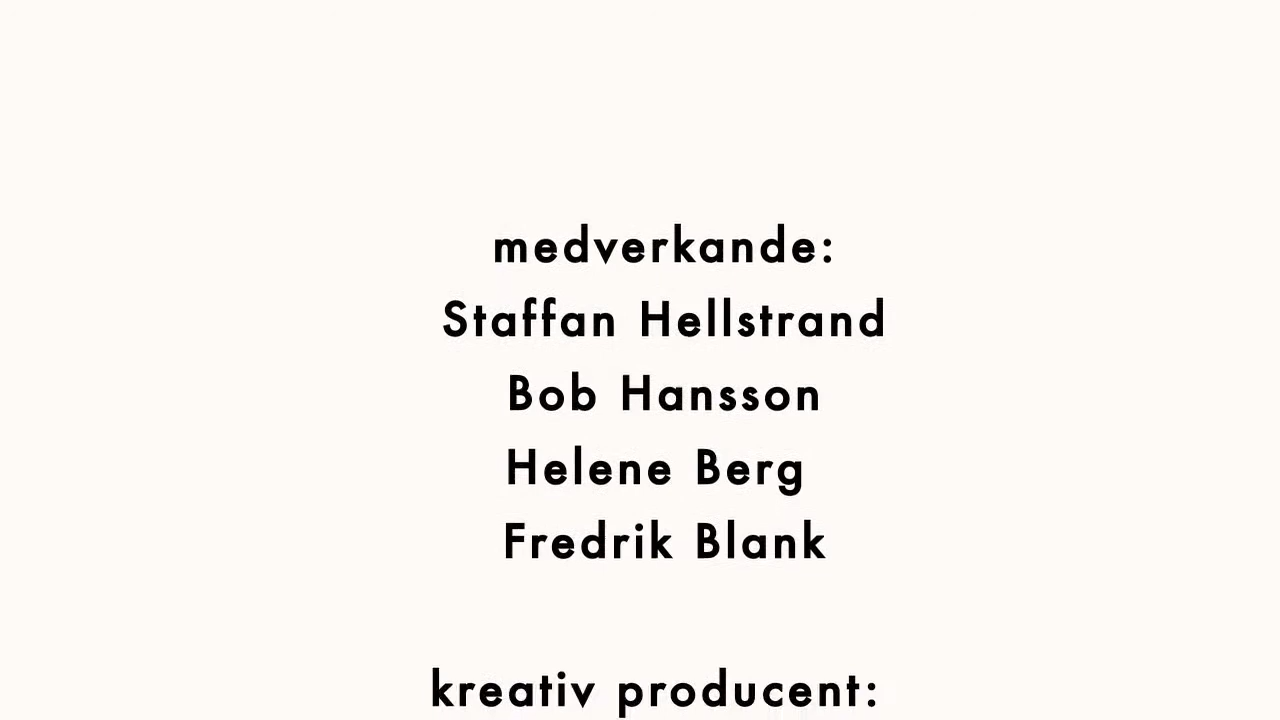 medverkande:
Staffan Hellstrand
Bob Hansson
Helene Berg
Fredrik Blank
kreativ producent: